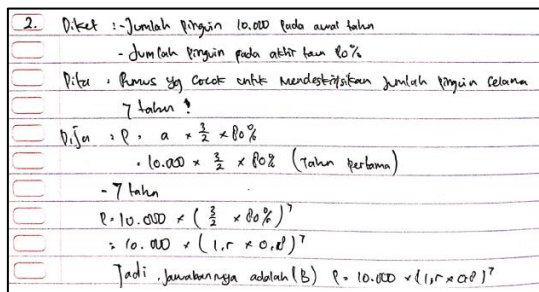 2. Diket : - Jumlah Pinguin 10.000 pada awal tahun
- Jumlah Pinguin pada akhir taun 80%
Dita : Rumus yg Cocok untuk Mendeskripsikan Jumlah Pinguin Selama
7 tahun !
Dija : P = a × 3/2 × 80%
= 10.000 × 3/2 × 80% (Tahun Pertama)
- 7 tahun
P = 10.000 × (3/2 × 80%)⁷
= 10.000 × (1,5 × 0,8)⁷
Jadi, Jawabannya adalah (B) P = 10.000 × (1,5 × 0,8)⁷